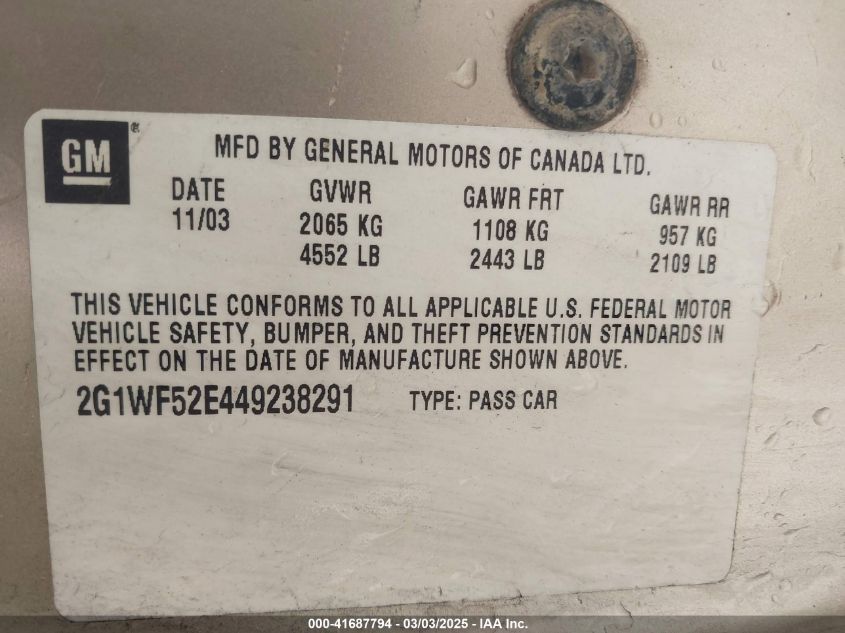 GM ®
MFD BY GENERAL MOTORS OF CANADA LTD.
DATE GVWR GAWR FRT GAWR RR
11/03 2065 KG 1108 KG 957 KG
4552 LB 2443 LB 2109 LB
THIS VEHICLE CONFORMS TO ALL APPLICABLE U.S. FEDERAL MOTOR
VEHICLE SAFETY, BUMPER, AND THEFT PREVENTION STANDARDS IN
EFFECT ON THE DATE OF MANUFACTURE SHOWN ABOVE.
2G1WF52E449238291 TYPE: PASS CAR
000-41687794 - 03/03/2025 - IAA Inc.